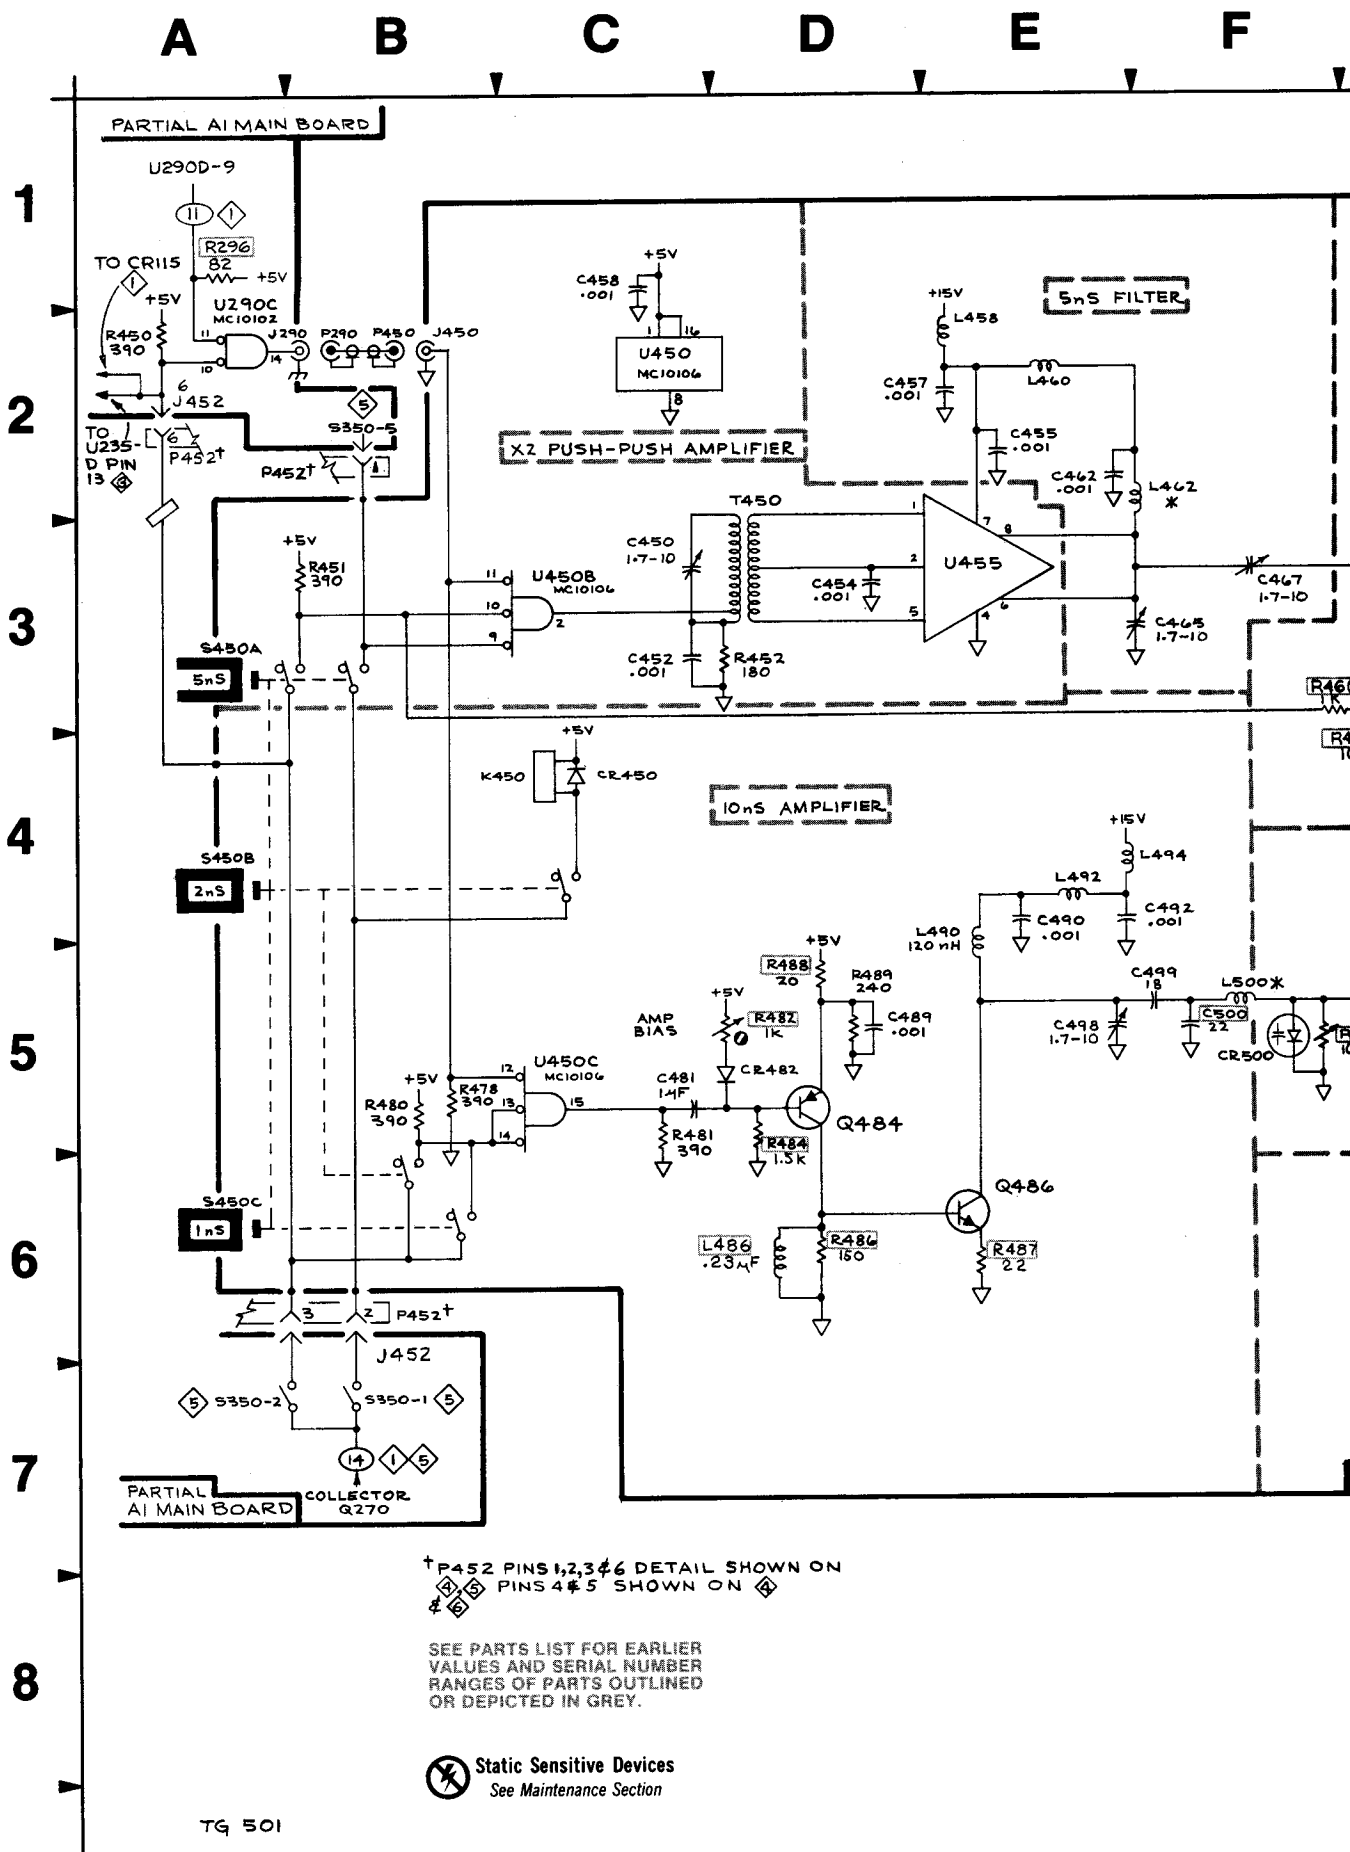 A B C D E F
1
2
3
4
5
6
7
8
PARTIAL A1 MAIN BOARD
U290D-9
11
1
R296
82
+5V
TO CR115
1
+5V
U290C
MC10102
R450
390
11
10
14
J290
P290
P450
J450
6
J452
TO
U235-
D PIN
13 3
6
P452†
5
S350-5
P452†
1
+5V
C458
.001
1
16
U450
MC10106
8
X2 PUSH-PUSH AMPLIFIER
5nS FILTER
+15V
L458
C457
.001
L460
C455
.001
C462
.001
L462
*
T450
+5V
R451
390
11
10
9
U450B
MC10106
2
C450
1.7-10
C454
.001
1
2
5
7
8
U455
6
4
C467
1.7-10
C465
1.7-10
C452
.001
R452
180
S450A
5nS
R460
1K
R4
10
+5V
K450
CR450
10nS AMPLIFIER
S450B
2nS
+15V
L494
L492
C490
.001
C492
.001
L490
120 nH
+5V
R488
20
R489
240
C489
.001
+5V
AMP
BIAS
R482
1K
CR482
C499
18
L500*
C498
1.7-10
C500
22
CR500
R
10
U450C
MC10106
12
13
14
15
+5V
R480
390
R478
390
C481
1µF
R481
390
R484
1.5K
Q484
Q486
S450C
1nS
L486
.23µF
R486
150
R487
22
3
2
P452†
J452
5
S350-2
S350-1
5
14
1
5
COLLECTOR
Q270
PARTIAL
A1 MAIN BOARD
†P452 PINS 1,2,3&6 DETAIL SHOWN ON
4,5 PINS 4&5 SHOWN ON 4
& 6
SEE PARTS LIST FOR EARLIER
VALUES AND SERIAL NUMBER
RANGES OF PARTS OUTLINED
OR DEPICTED IN GREY.
Static Sensitive Devices
See Maintenance Section
TG 501